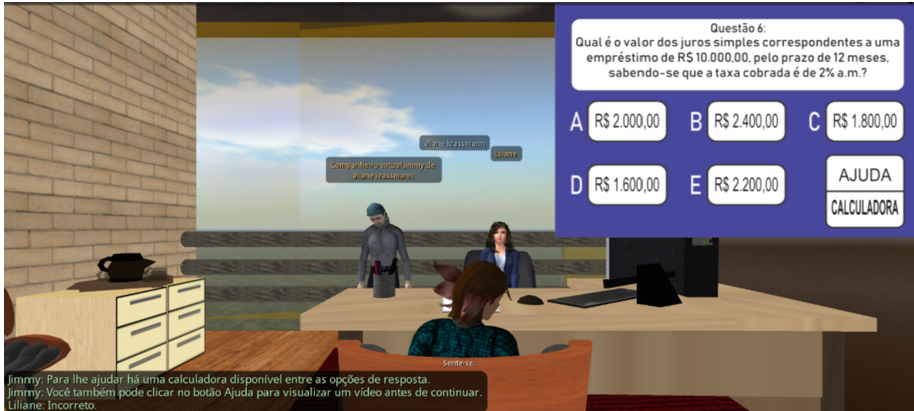 Questão 6:
Qual é o valor dos juros simples correspondentes a uma
empréstimo de R$ 10.000,00, pelo prazo de 12 meses,
sabendo-se que a taxa cobrada é de 2% a.m.?
A R$ 2.000,00 B R$ 2.400,00 C R$ 1.800,00
D R$ 1.600,00 E R$ 2.200,00
AJUDA
CALCULADORA
aliane krassmann
Liliane
Companheiro virtual Jimmy de
aliane krassmann
Sente-se.
Jimmy: Para lhe ajudar há uma calculadora disponível entre as opções de resposta.
Jimmy: Você também pode clicar no botão Ajuda para visualizar um vídeo antes de continuar.
Liliane: Incorreto.